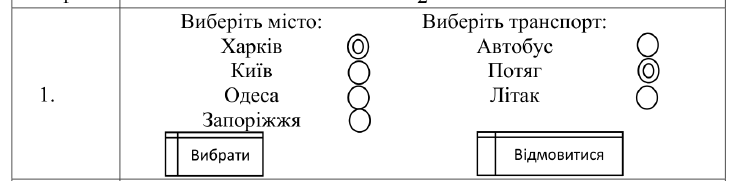 Виберіть місто: Виберіть транспорт:
Харків Автобус
1. Київ Потяг
Одеса Літак
Запоріжжя
Вибрати Відмовитися